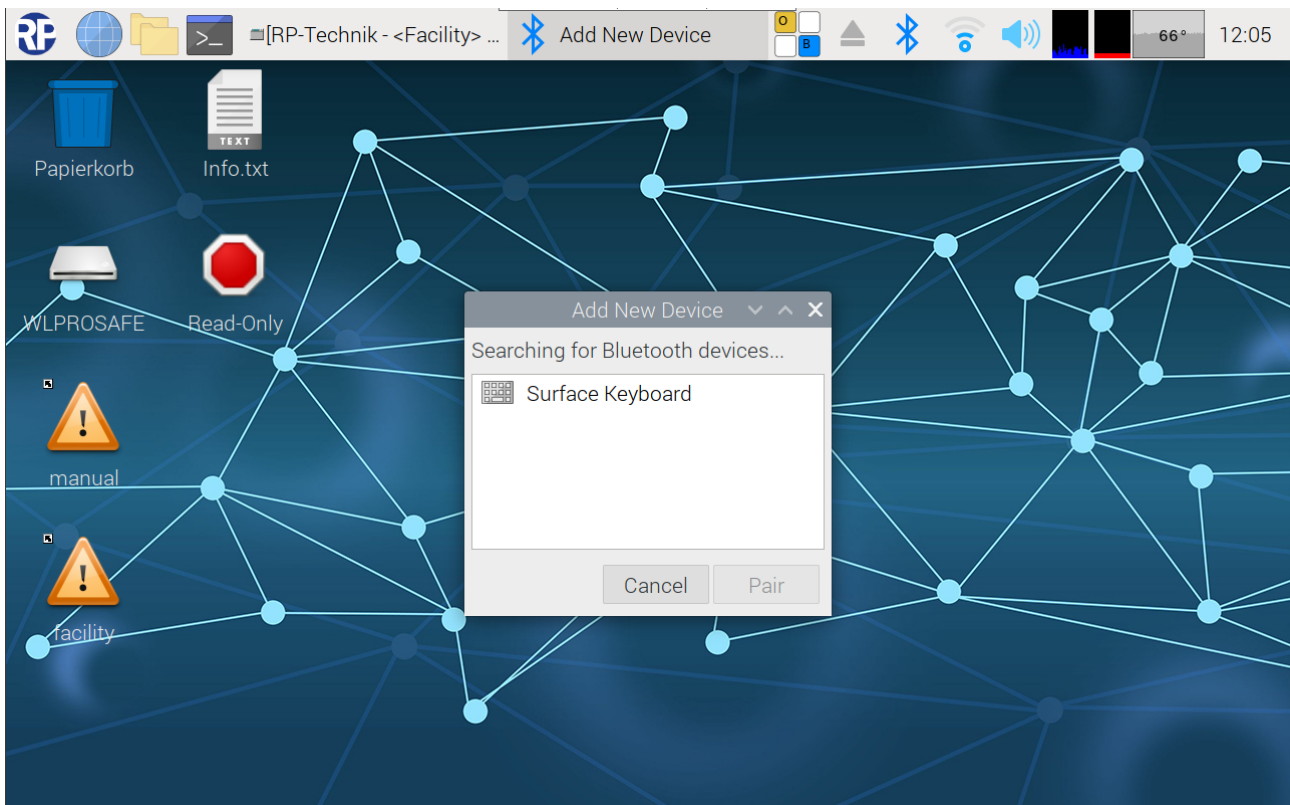 RP
>_
[RP-Technik - <Facility> ...
Add New Device
O
B
66°
12:05
Papierkorb
TEXT
Info.txt
WLPROSAFE
Read-Only
manual
facility
Add New Device
Searching for Bluetooth devices...
Surface Keyboard
Cancel
Pair